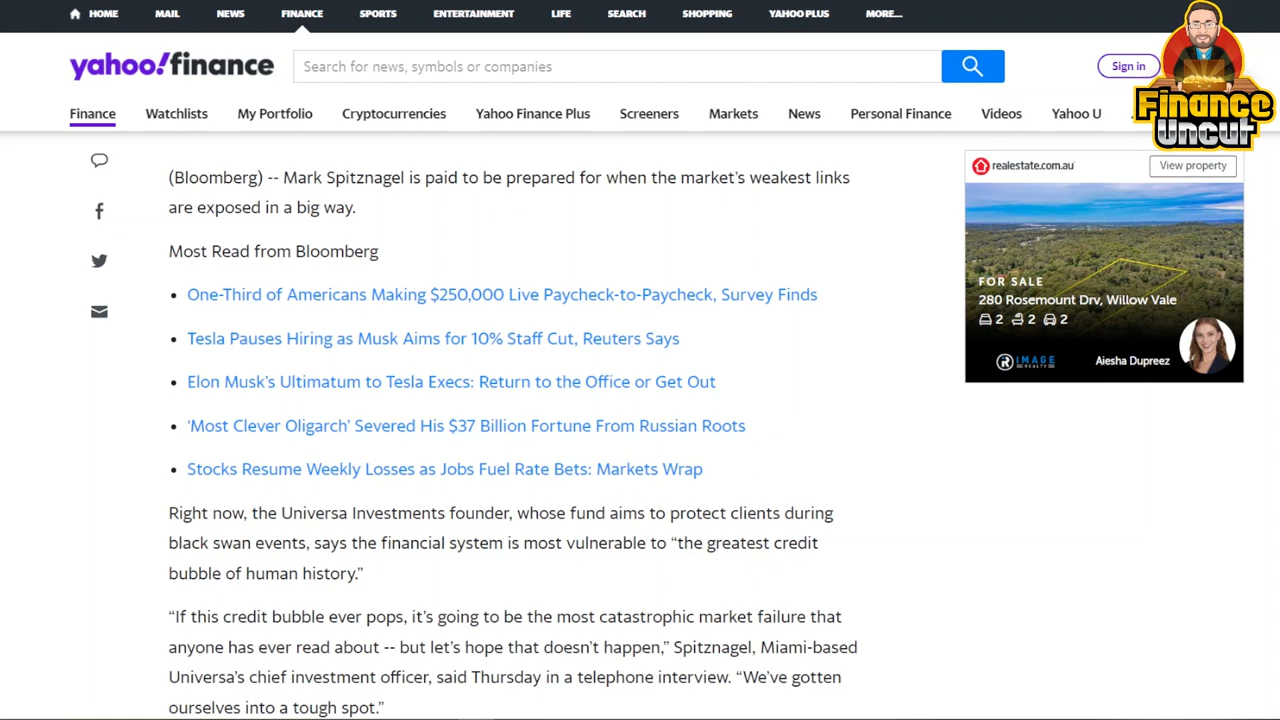 HOME MAIL NEWS FINANCE SPORTS ENTERTAINMENT LIFE SEARCH SHOPPING YAHOO PLUS MORE...
yahoo!finance
Search for news, symbols or companies
Sign in
Finance Uncut
Finance Watchlists My Portfolio Cryptocurrencies Yahoo Finance Plus Screeners Markets News Personal Finance Videos Yahoo U
(Bloomberg) -- Mark Spitznagel is paid to be prepared for when the market’s weakest links
are exposed in a big way.
Most Read from Bloomberg
• One-Third of Americans Making $250,000 Live Paycheck-to-Paycheck, Survey Finds
• Tesla Pauses Hiring as Musk Aims for 10% Staff Cut, Reuters Says
• Elon Musk’s Ultimatum to Tesla Execs: Return to the Office or Get Out
• ‘Most Clever Oligarch’ Severed His $37 Billion Fortune From Russian Roots
• Stocks Resume Weekly Losses as Jobs Fuel Rate Bets: Markets Wrap
Right now, the Universa Investments founder, whose fund aims to protect clients during
black swan events, says the financial system is most vulnerable to “the greatest credit
bubble of human history.”
“If this credit bubble ever pops, it’s going to be the most catastrophic market failure that
anyone has ever read about -- but let’s hope that doesn’t happen,” Spitznagel, Miami-based
Universa’s chief investment officer, said Thursday in a telephone interview. “We’ve gotten
ourselves into a tough spot.”
realestate.com.au View property
FOR SALE
280 Rosemount Drv, Willow Vale
2 2 2
IMAGE
REALTY
Aiesha Dupreez